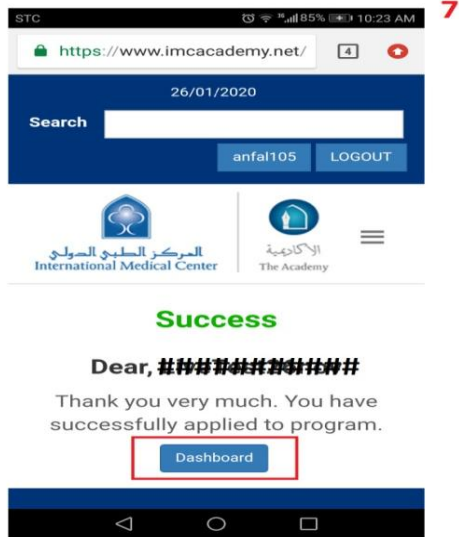 7
STC 85% 10:23 AM
https://www.imcacademy.net/ 4
26/01/2020
Search
anfal105 LOGOUT
المركز الطبي الدولي
International Medical Center
الأكاديمية
The Academy
Success
Dear, ############
Thank you very much. You have
successfully applied to program.
Dashboard